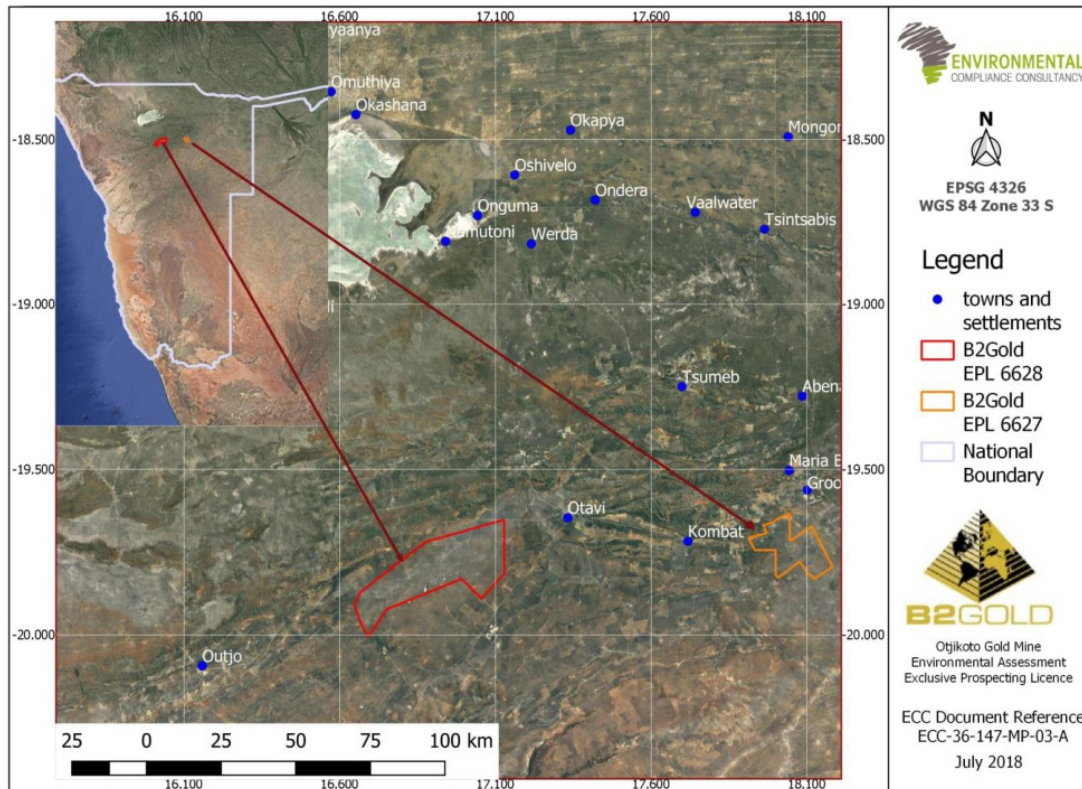 16.100 16.600 17.100 17.600 18.100
yaanya
Omuthiya
Okashana
Okapya
Mongor
-18.500 -18.500
Oshivelo
Ondera
Onguma
Vaalwater
Tsintsabis
Namutoni
Werda
-19.000 -19.000
Tsumeb
Abena
-19.500 -19.500
Maria B
Groo
Otavi
Kombat
-20.000 -20.000
Outjo
25 0 25 50 75 100 km
16.100 16.600 17.100 17.600 18.100
ENVIRONMENTAL
COMPLIANCE CONSULTANCY
N
EPSG 4326
WGS 84 Zone 33 S
Legend
towns and
settlements
B2Gold
EPL 6628
B2Gold
EPL 6627
National
Boundary
B2GOLD
Otjikoto Gold Mine
Environmental Assessment
Exclusive Prospecting Licence
ECC Document Reference
ECC-36-147-MP-03-A
July 2018